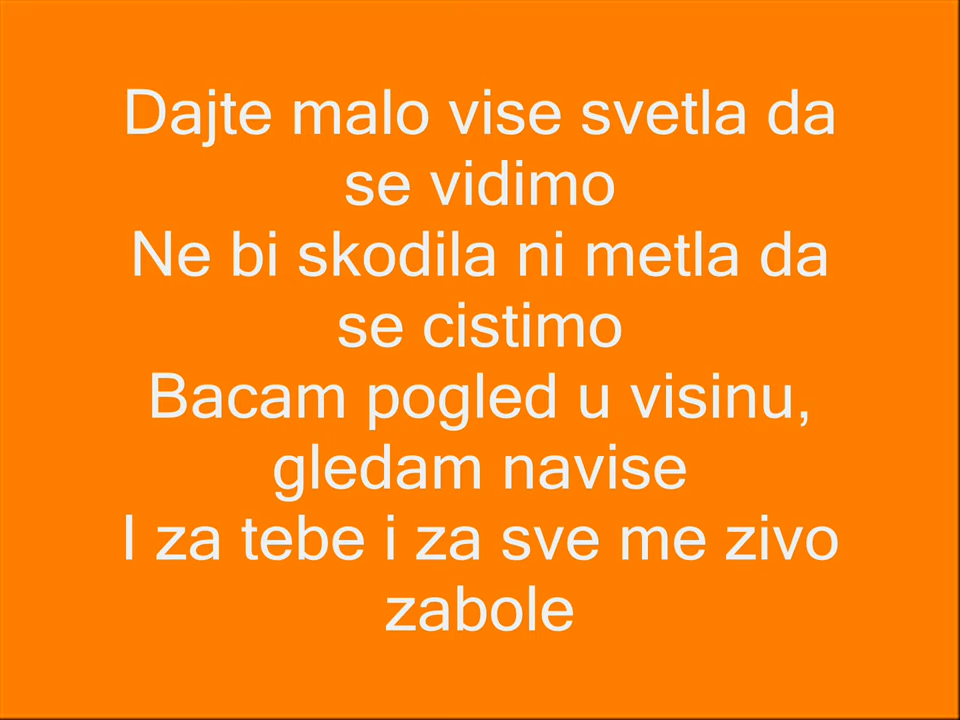 Dajte malo vise svetla da
se vidimo
Ne bi skodila ni metla da
se cistimo
Bacam pogled u visinu,
gledam navise
I za tebe i za sve me zivo
zabole